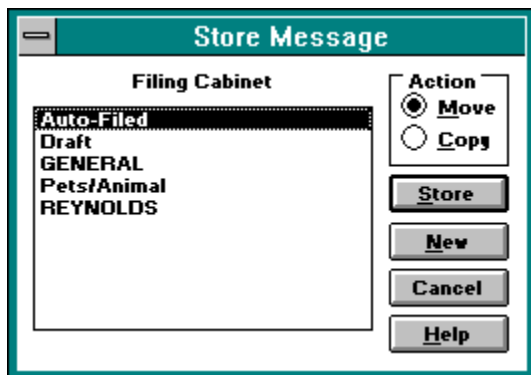 Store Message
Filing Cabinet
Auto-Filed
Draft
GENERAL
Pets/Animal
REYNOLDS
Action
Move
Copy
Store
New
Cancel
Help